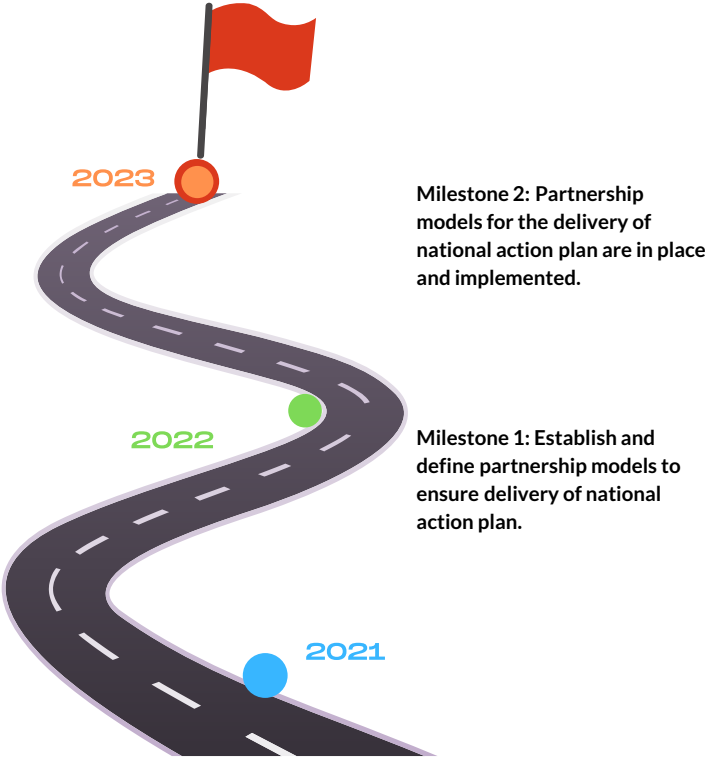 2023
Milestone 2: Partnership
models for the delivery of
national action plan are in place
and implemented.
2022
Milestone 1: Establish and
define partnership models to
ensure delivery of national
action plan.
2021